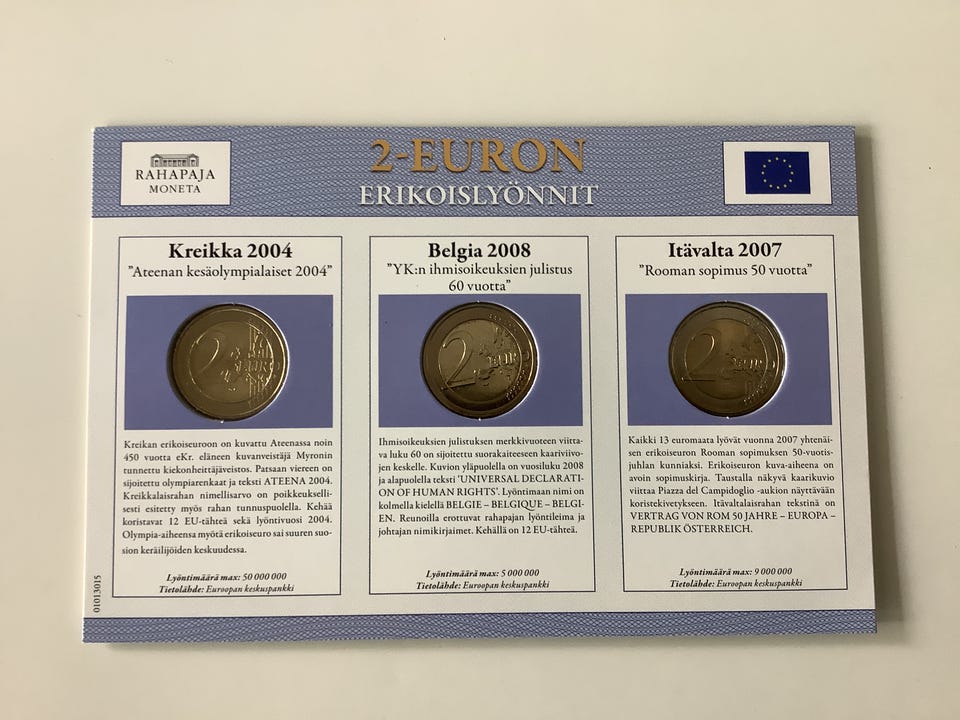 RAHAPAJA
MONETA
2-EURON
ERIKOISLYÖNNIT
Kreikka 2004
"Ateenan kesäolympialaiset 2004"
2 EURO
Kreikan erikoiseuroon on kuvattu Ateenassa noin
450 vuotta eKr. eläneen kuvanveistäjä Myronin
tunnettu kiekonheittäjäveistos. Patsaan viereen on
sijoitettu olympiarenkaat ja teksti ATEENA 2004.
Kreikkalaisrahan nimellisarvo on poikkeukselli-
sesti esitetty myös rahan tunnuspuolella. Kehää
koristavat 12 EU-tähteä sekä lyöntivuosi 2004.
Olympia-aiheensa myötä erikoiseuro sai suuren suo-
sion keräilijöiden keskuudessa.
Lyöntimäärä max: 50 000 000
Tietolähde: Euroopan keskuspankki
Belgia 2008
"YK:n ihmisoikeuksien julistus
60 vuotta"
2 EURO
Ihmisoikeuksien julistuksen merkkivuoteen viitta-
va luku 60 on sijoitettu suorakaiteeseen kaariviivo-
jen keskelle. Kuvion yläpuolella on vuosiluku 2008
ja alapuolella teksti 'UNIVERSAL DECLARATI-
ON OF HUMAN RIGHTS'. Lyöntimaan nimi on
kolmella kielellä BELGIE – BELGIQUE – BELGI-
EN. Reunoilla erottuvat rahapajan lyöntileima ja
johtajan nimikirjaimet. Kehällä on 12 EU-tähteä.
Lyöntimäärä max: 5 000 000
Tietolähde: Euroopan keskuspankki
Itävalta 2007
"Rooman sopimus 50 vuotta"
2 EURO
Kaikki 13 euromaata lyövät vuonna 2007 yhtenäi-
sen erikoiseuron Rooman sopimuksen 50-vuotis-
juhlan kunniaksi. Erikoiseuron kuva-aiheena on
avoin sopimuskirja. Taustalla näkyvä kaarikuvio
viittaa Piazza del Campidoglio -aukion näyttävään
koristekivetykseen. Itävaltalaisrahan tekstinä on
VERTRAG VON ROM 50 JAHRE – EUROPA –
REPUBLIK ÖSTERREICH.
Lyöntimäärä max: 9 000 000
Tietolähde: Euroopan keskuspankki
01013015